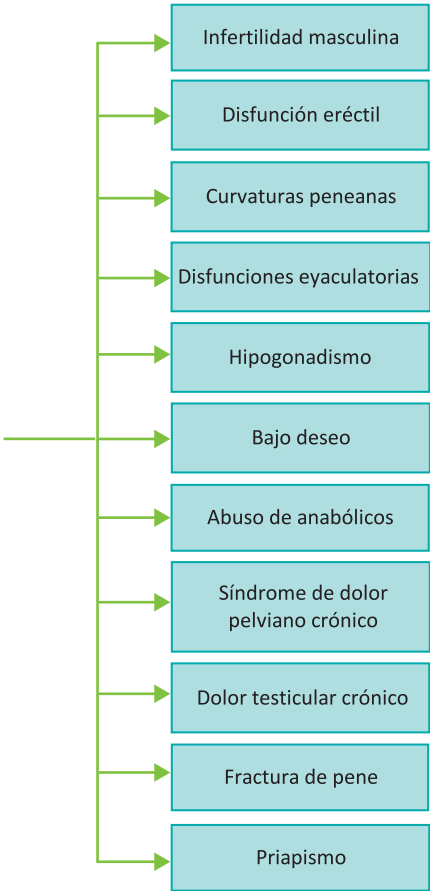 Infertilidad masculina
Disfunción eréctil
Curvaturas peneanas
Disfunciones eyaculatorias
Hipogonadismo
Bajo deseo
Abuso de anabólicos
Síndrome de dolor
pelviano crónico
Dolor testicular crónico
Fractura de pene
Priapismo